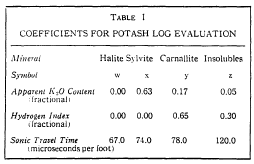 TABLE I
COEFFICIENTS FOR POTASH LOG EVALUATION
Mineral Halite Sylvite Carnallite Insolubles
Symbol w x y z
Apparent K₂O Content 0.00 0.63 0.17 0.05
(fractional)
Hydrogen Index 0.00 0.00 0.65 0.30
(fractional)
Sonic Travel Time 67.0 74.0 78.0 120.0
(microseconds per foot)